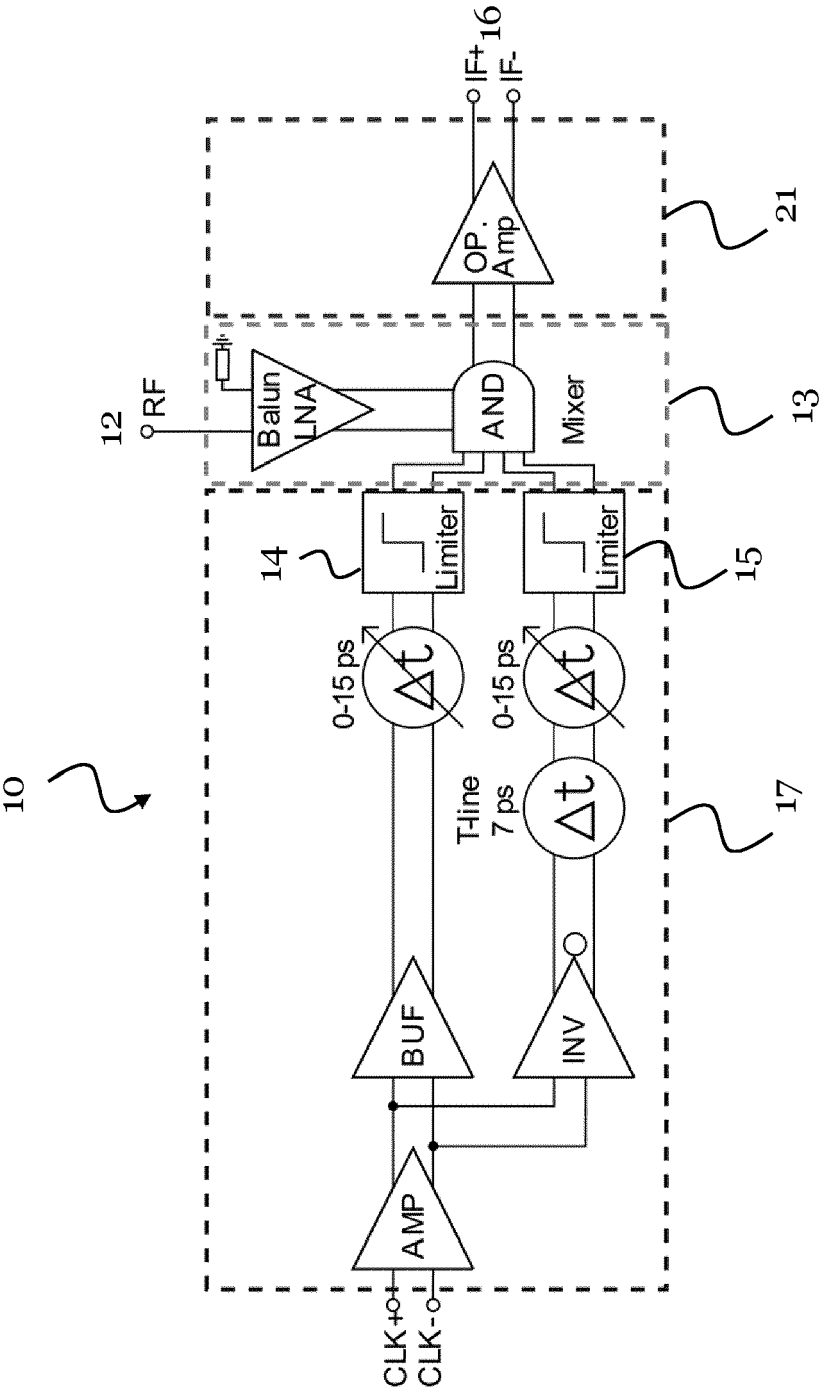 10
12
RF
Balun
LNA
14
0-15 ps
Δt
Limiter
AND
Mixer
OP.
Amp
IF+
16
IF-
CLK+
CLK-
AMP
BUF
INV
T-line
7 ps
Δt
0-15 ps
Δt
Limiter
15
17
13
21